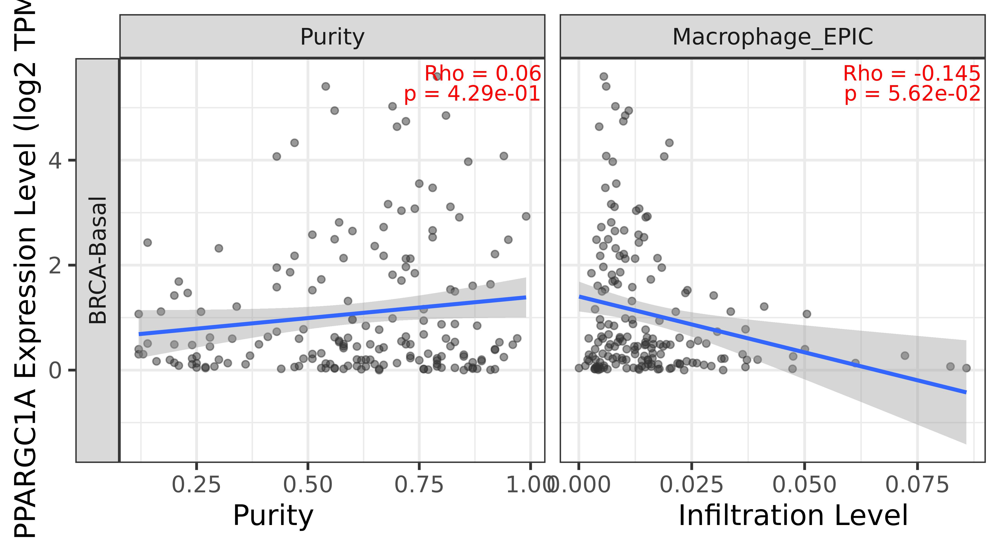 Purity
Macrophage_EPIC
Rho = 0.06
p = 4.29e-01
Rho = -0.145
p = 5.62e-02
PPARGC1A Expression Level (log2 TPM
BRCA-Basal
4
2
0
0.25 0.50 0.75 1.00
0.000 0.025 0.050 0.075
Purity
Infiltration Level